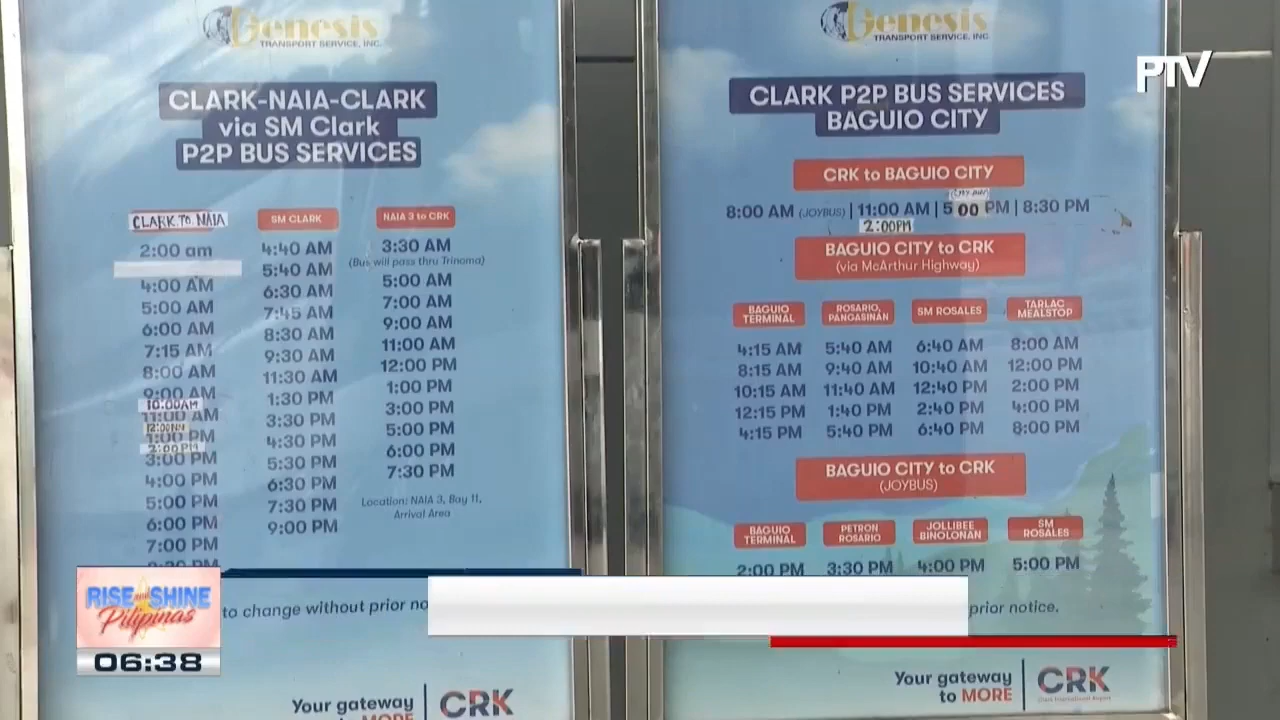 Genesis
TRANSPORT SERVICE, INC.
CLARK-NAIA-CLARK
via SM Clark
P2P BUS SERVICES
CLARK TO NAIA
2:00 am
4:00 AM
5:00 AM
6:00 AM
7:15 AM
8:00 AM
9:00 AM
10:00AM
11:00 AM
12:00NN
1:00 PM
2:00PM
3:00 PM
4:00 PM
5:00 PM
6:00 PM
7:00 PM
SM CLARK
4:40 AM
5:40 AM
6:30 AM
7:45 AM
8:30 AM
9:30 AM
11:30 AM
1:30 PM
3:30 PM
4:30 PM
5:30 PM
6:30 PM
7:30 PM
9:00 PM
NAIA 3 to CRK
3:30 AM
(Bus will pass thru Trinoma)
5:00 AM
7:00 AM
9:00 AM
11:00 AM
12:00 PM
1:00 PM
3:00 PM
5:00 PM
6:00 PM
7:30 PM
Location: NAIA 3, Bay 11,
Arrival Area
to change without prior no
Your gateway
to MORE
CRK
Genesis
TRANSPORT SERVICE, INC.
CLARK P2P BUS SERVICES
BAGUIO CITY
CRK to BAGUIO CITY
8:00 AM (JOYBUS) | 11:00 AM | 5:00 PM | 8:30 PM
2:00PM
BAGUIO CITY to CRK
(via McArthur Highway)
BAGUIO TERMINAL ROSARIO, PANGASINAN SM ROSALES TARLAC MEALSTOP
4:15 AM 5:40 AM 6:40 AM 8:00 AM
8:15 AM 9:40 AM 10:40 AM 12:00 PM
10:15 AM 11:40 AM 12:40 PM 2:00 PM
12:15 PM 1:40 PM 2:40 PM 4:00 PM
4:15 PM 5:40 PM 6:40 PM 8:00 PM
BAGUIO CITY to CRK
(JOYBUS)
BAGUIO TERMINAL PETRON ROSARIO JOLLIBEE BINOLONAN SM ROSALES
2:00 PM 3:30 PM 4:00 PM 5:00 PM
prior notice.
Your gateway
to MORE
CRK
Clark International Airport
PTV
RISE AND SHINE
Pilipinas
06:38